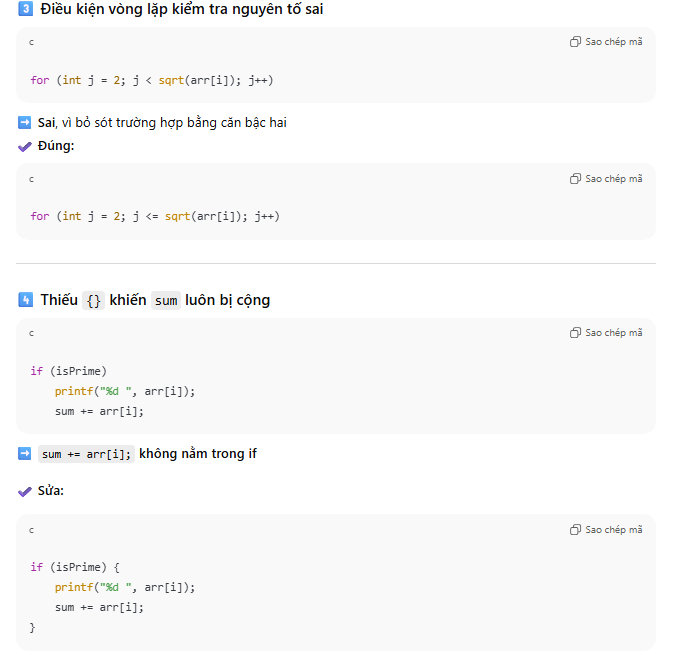 3 Điều kiện vòng lặp kiểm tra nguyên tố sai
c Sao chép mã
for (int j = 2; j < sqrt(arr[i]); j++)
➡ Sai, vì bỏ sót trường hợp bằng căn bậc hai
✔ Đúng:
c Sao chép mã
for (int j = 2; j <= sqrt(arr[i]); j++)
4 Thiếu {} khiến sum luôn bị cộng
c Sao chép mã
if (isPrime)
    printf("%d ", arr[i]);
    sum += arr[i];
➡ sum += arr[i]; không nằm trong if
✔ Sửa:
c Sao chép mã
if (isPrime) {
    printf("%d ", arr[i]);
    sum += arr[i];
}